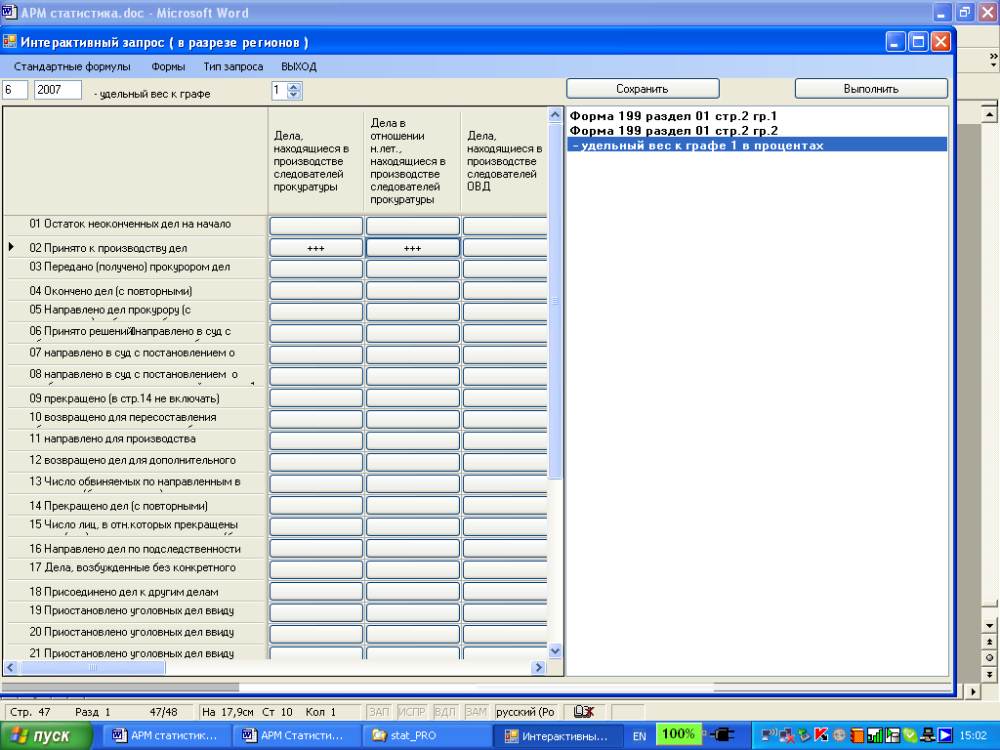 АРМ статистика.doc - Microsoft Word
Интерактивный запрос ( в разрезе регионов )
Стандартные формулы Формы Тип запроса ВЫХОД
6 2007 - удельный вес к графе 1 Сохранить Выполнить
Дела,
находящиеся в
производстве
следователей
прокуратуры
Дела в
отношении
н.лет.,
находящиеся в
производстве
следователей
прокуратуры
Дела,
находящиеся в
производстве
следователей
ОВД
Форма 199 раздел 01 стр.2 гр.1
Форма 199 раздел 01 стр.2 гр.2
- удельный вес к графе 1 в процентах
01 Остаток неоконченных дел на начало
02 Принято к производству дел +++ +++
03 Передано (получено) прокурором дел
04 Окончено дел (с повторными)
05 Направлено дел прокурору (с
06 Принято решений направлено в суд с
07 направлено в суд с постановлением о
08 направлено в суд с постановлением о
09 прекращено (в стр.14 не включать)
10 возвращено для пересоставления
11 направлено для производства
12 возвращено дел для дополнительного
13 Число обвиняемых по направленным в
14 Прекращено дел (с повторными)
15 Число лиц, в отн.которых прекращены
16 Направлено дел по подследственности
17 Дела, возбужденные без конкретного
18 Присоединено дел к другим делам
19 Приостановлено уголовных дел ввиду
20 Приостановлено уголовных дел ввиду
21 Приостановлено уголовных дел ввиду
Стр. 47 Разд 1 47/48 На 17,9см Ст 10 Кол 1 ЗАП ИСПР ВДЛ ЗАМ русский (Ро
пуск АРМ статистик... АРМ Статисти... stat_PRO Интерактивны... EN 100% 15:02